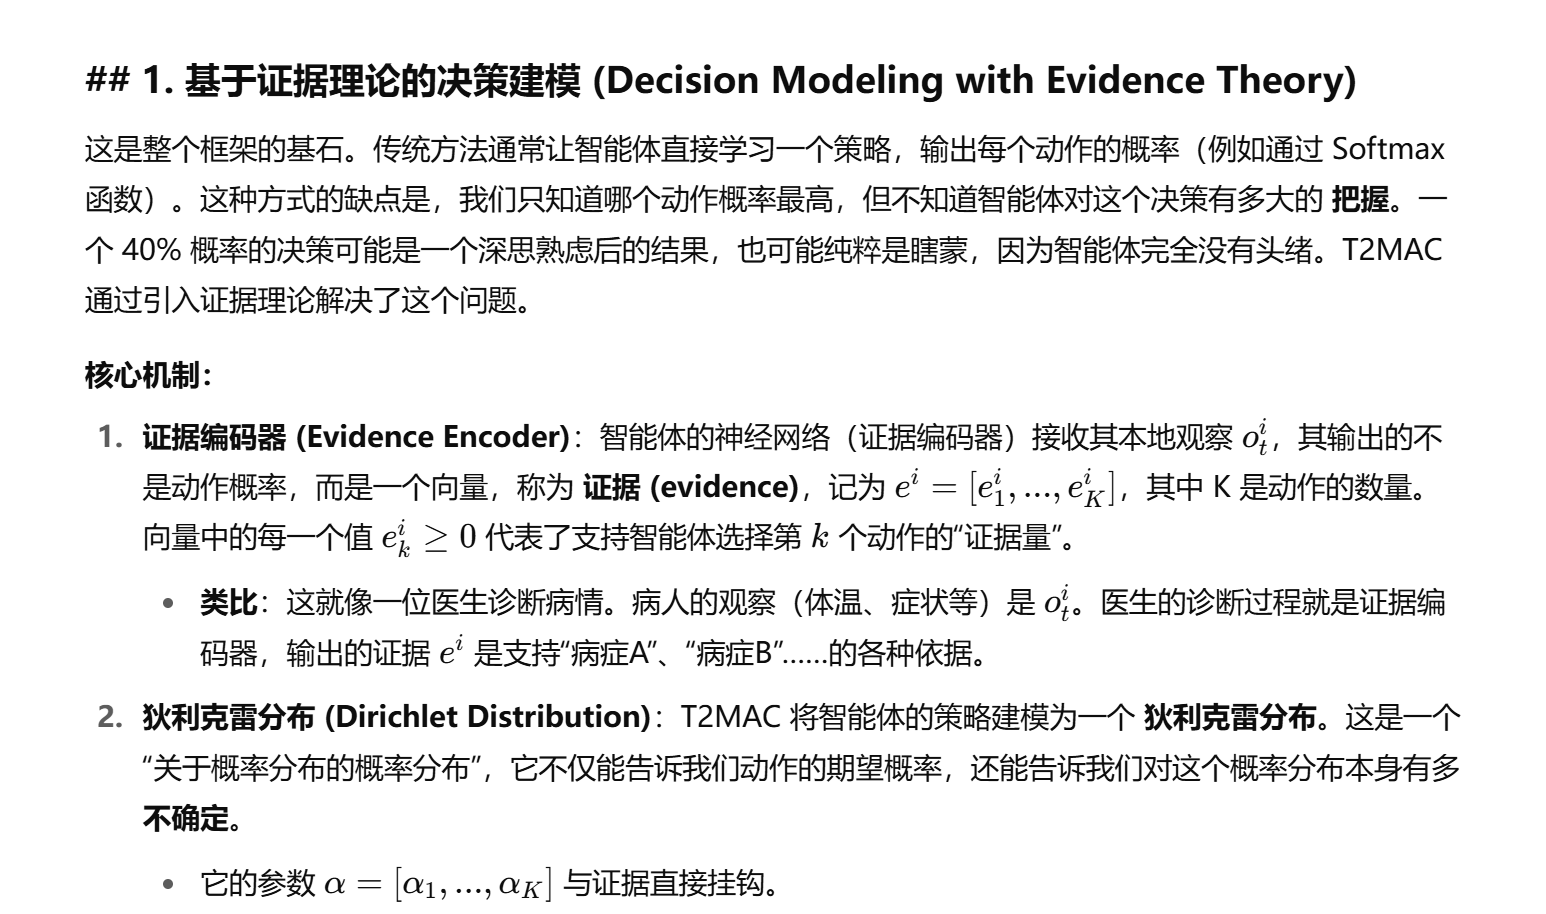 ## 1. 基于证据理论的决策建模 (Decision Modeling with Evidence Theory)
这是整个框架的基石。传统方法通常让智能体直接学习一个策略，输出每个动作的概率（例如通过 Softmax
函数）。这种方式的缺点是，我们只知道哪个动作概率最高，但不知道智能体对这个决策有多大的 把握。一
个 40% 概率的决策可能是一个深思熟虑后的结果，也可能纯粹是瞎蒙，因为智能体完全没有头绪。T2MAC
通过引入证据理论解决了这个问题。
核心机制：
1. 证据编码器 (Evidence Encoder)：智能体的神经网络（证据编码器）接收其本地观察 $o_t^i$，其输出的不
是动作概率，而是一个向量，称为 证据 (evidence)，记为 $e^i = [e_1^i, ..., e_K^i]$，其中 K 是动作的数量。
向量中的每一个值 $e_k^i \geq 0$ 代表了支持智能体选择第 $k$ 个动作的“证据量”。
• 类比：这就像一位医生诊断病情。病人的观察（体温、症状等）是 $o_t^i$。医生的诊断过程就是证据编
码器，输出的证据 $e^i$ 是支持“病症A”、“病症B”……的各种依据。
2. 狄利克雷分布 (Dirichlet Distribution)：T2MAC 将智能体的策略建模为一个 狄利克雷分布。这是一个
“关于概率分布的概率分布”，它不仅能告诉我们动作的期望概率，还能告诉我们对这个概率分布本身有多
不确定。
• 它的参数 $\alpha = [\alpha_1, ..., \alpha_K]$ 与证据直接挂钩。